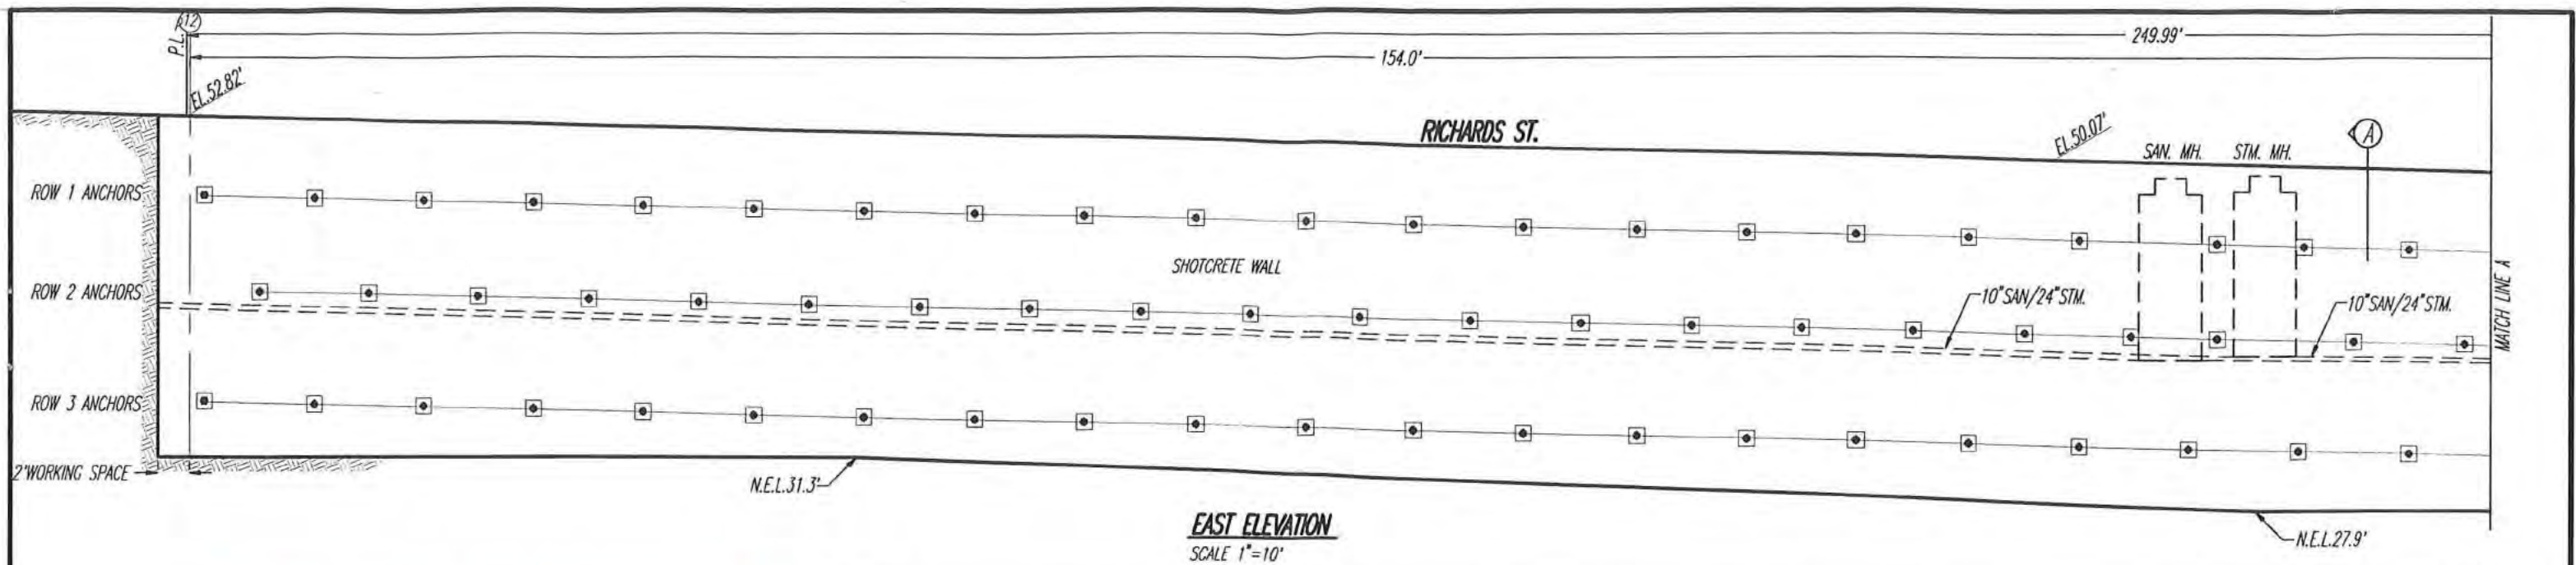 12
P.L.
249.99'
154.0'
EL.52.82'
RICHARDS ST.
EL.50.07'
SAN. MH.
STM. MH.
A
ROW 1 ANCHORS
SHOTCRETE WALL
ROW 2 ANCHORS
10"SAN/24"STM.
10"SAN/24"STM.
MATCH LINE A
ROW 3 ANCHORS
2'WORKING SPACE
N.E.L.31.3'
N.E.L.27.9'
EAST ELEVATION
SCALE 1"=10'